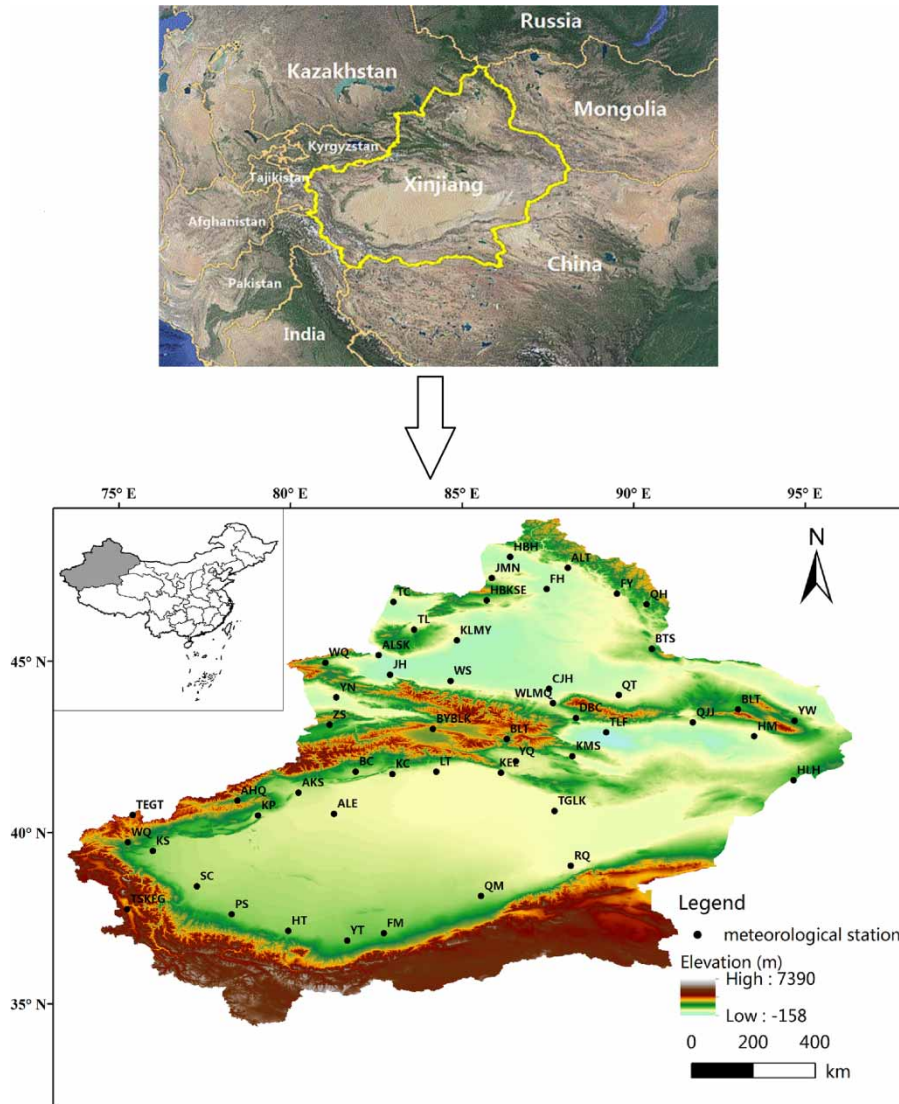 Russia
Kazakhstan
Mongolia
Kyrgyzstan
Tajikistan
Xinjiang
Afghanistan
China
Pakistan
India
75° E 80° E 85° E 90° E 95° E
N
HBH
ALT
JMN
FH
FY
HBKSE
QH
TC
TL
KLMY
BTS
45° N
ALSK
WQ
JH
WS
CJH
QT
YN
WLMQ
BLT
DBC
YW
ZS
BYBLK
TLF
QJJ
HM
BLT
KMS
YQ
BC
KC
LT
KEL
HLH
AKS
AHQ
TEGT
KP
ALE
TGLK
40° N
WQ
KS
RQ
SC
QM
TSKEG
PS
Legend
HT
YT
FM
meteorological station
Elevation (m)
High : 7390
35° N
Low : -158
0 200 400
km